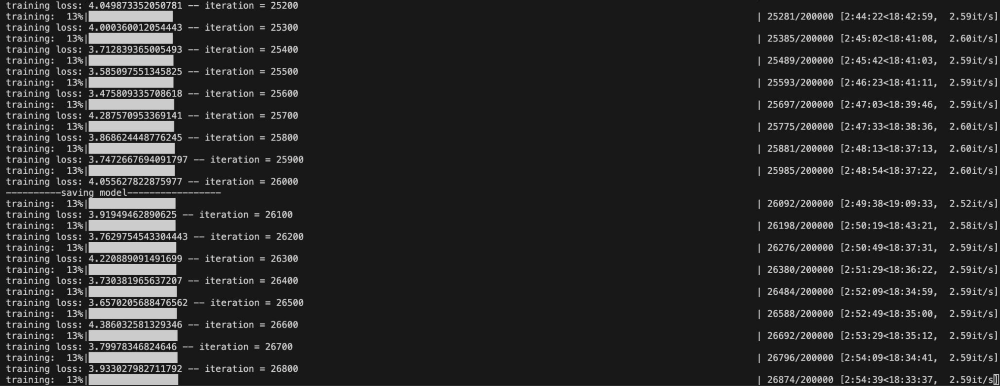 training loss: 4.049873352050781 -- iteration = 25200
training:  13%|          | 25281/200000 [2:44:22<18:42:59,  2.59it/s]
training loss: 4.000360012054443 -- iteration = 25300
training:  13%|          | 25385/200000 [2:45:02<18:41:08,  2.60it/s]
training loss: 3.712839365005493 -- iteration = 25400
training:  13%|          | 25489/200000 [2:45:42<18:41:03,  2.59it/s]
training loss: 3.585097551345825 -- iteration = 25500
training:  13%|          | 25593/200000 [2:46:23<18:41:11,  2.59it/s]
training loss: 3.475809335708618 -- iteration = 25600
training:  13%|          | 25697/200000 [2:47:03<18:39:46,  2.59it/s]
training loss: 4.287570953369141 -- iteration = 25700
training:  13%|          | 25775/200000 [2:47:33<18:38:36,  2.60it/s]
training loss: 3.868624448776245 -- iteration = 25800
training:  13%|          | 25881/200000 [2:48:13<18:37:13,  2.60it/s]
training loss: 3.7472667694091797 -- iteration = 25900
training:  13%|          | 25985/200000 [2:48:54<18:37:22,  2.60it/s]
training loss: 4.055627822875977 -- iteration = 26000
----------saving model-----------------
training:  13%|          | 26092/200000 [2:49:38<19:09:33,  2.52it/s]
training loss: 3.91949462890625 -- iteration = 26100
training:  13%|          | 26198/200000 [2:50:19<18:43:21,  2.58it/s]
training loss: 3.7629754543304443 -- iteration = 26200
training:  13%|          | 26276/200000 [2:50:49<18:37:31,  2.59it/s]
training loss: 4.220889091491699 -- iteration = 26300
training:  13%|          | 26380/200000 [2:51:29<18:36:22,  2.59it/s]
training loss: 3.730381965637207 -- iteration = 26400
training:  13%|          | 26484/200000 [2:52:09<18:34:59,  2.59it/s]
training loss: 3.6570205688476562 -- iteration = 26500
training:  13%|          | 26588/200000 [2:52:49<18:35:00,  2.59it/s]
training loss: 4.386032581329346 -- iteration = 26600
training:  13%|          | 26692/200000 [2:53:29<18:35:12,  2.59it/s]
training loss: 3.79978346824646 -- iteration = 26700
training:  13%|          | 26796/200000 [2:54:09<18:34:41,  2.59it/s]
training loss: 3.933027982711792 -- iteration = 26800
training:  13%|          | 26874/200000 [2:54:39<18:33:37,  2.59it/s]